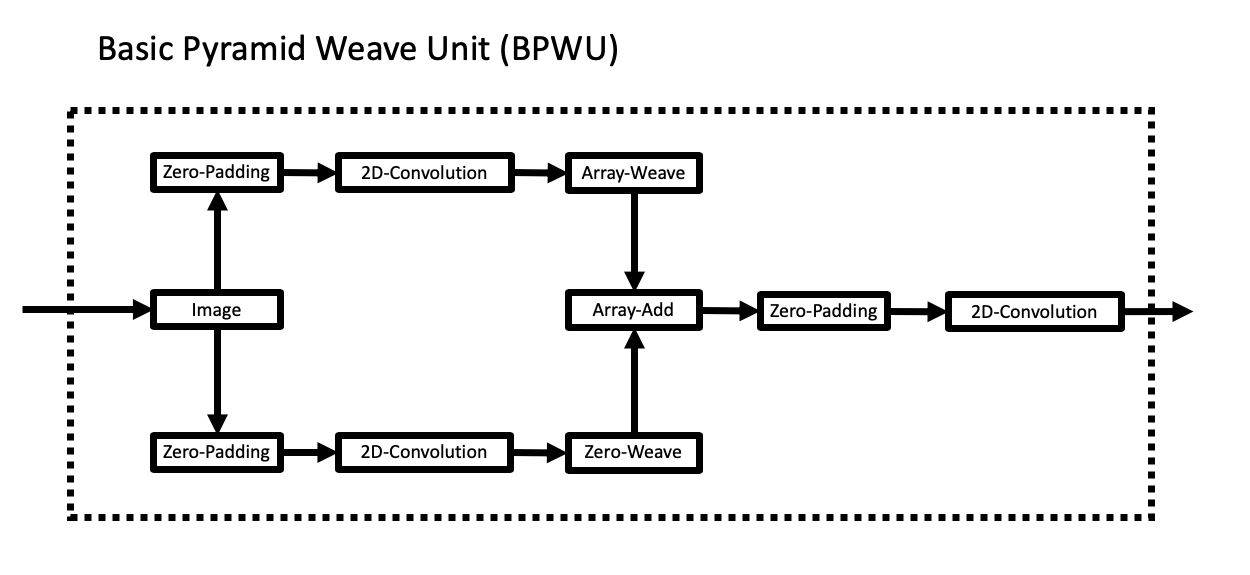 Basic Pyramid Weave Unit (BPWU)
Zero-Padding
2D-Convolution
Array-Weave
Image
Array-Add
Zero-Padding
2D-Convolution
Zero-Padding
2D-Convolution
Zero-Weave